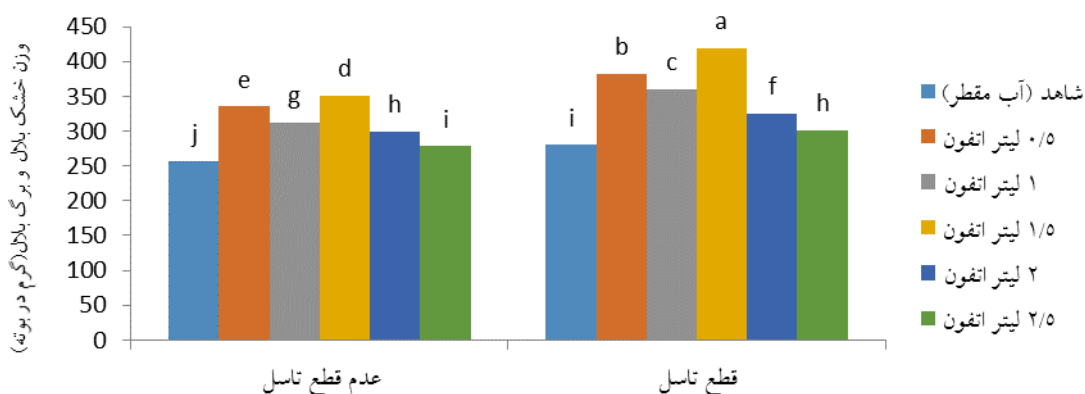 وزن خشک بلال و برگ بلال(گرم در بوته)
450
400
350
300
250
200
150
100
50
0
j
e
g
d
h
i
i
b
c
a
f
h
عدم قطع تاسل
قطع تاسل
شاهد (آب مقطر)
۰/۵ لیتر اتفون
۱ لیتر اتفون
۱/۵ لیتر اتفون
۲ لیتر اتفون
۲/۵ لیتر اتفون